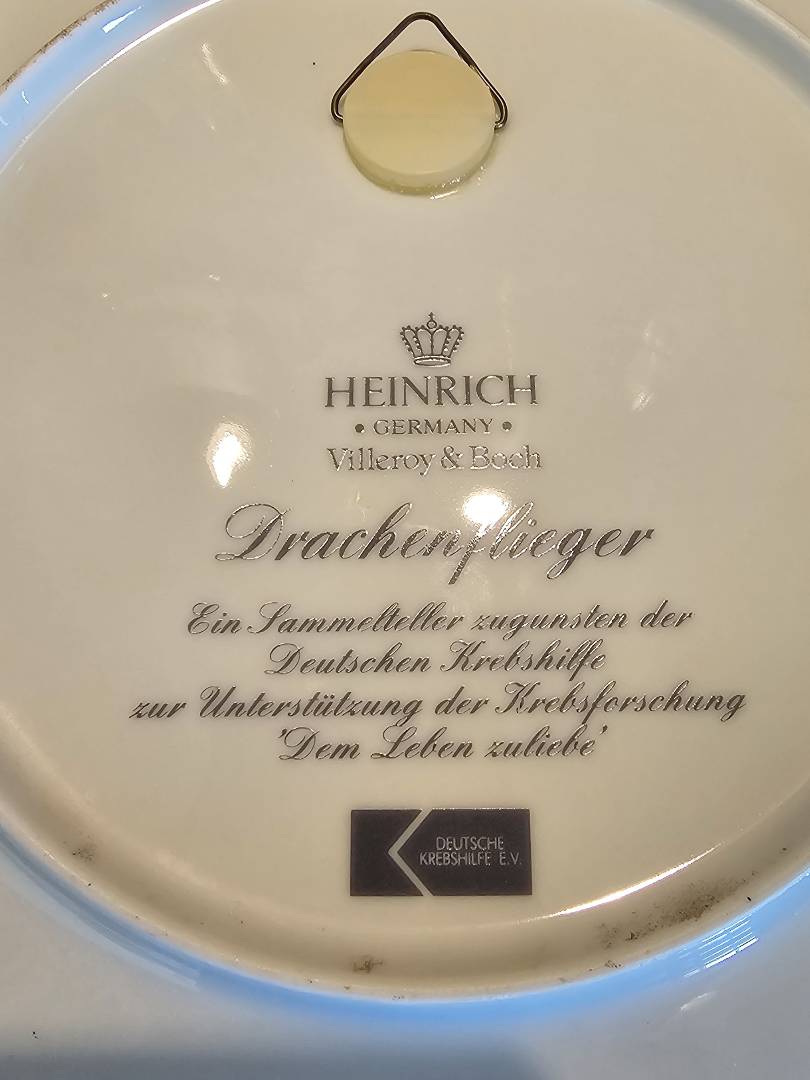 HEINRICH
• GERMANY •
Villeroy & Boch
Drachenflieger
Ein Sammelteller zugunsten der
Deutschen Krebshilfe
zur Unterstützung der Krebsforschung
'Dem Leben zuliebe'
DEUTSCHE
KREBSHILFE E.V.